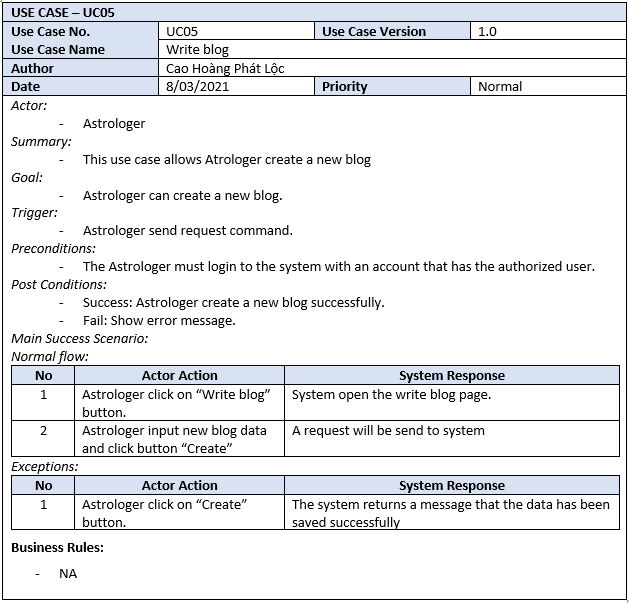 USE CASE – UC05
Use Case No. UC05 Use Case Version 1.0
Use Case Name Write blog
Author Cao Hoàng Phát Lộc
Date 8/03/2021 Priority Normal
Actor:
- Astrologer
Summary:
- This use case allows Atrologer create a new blog
Goal:
- Astrologer can create a new blog.
Trigger:
- Astrologer send request command.
Preconditions:
- The Astrologer must login to the system with an account that has the authorized user.
Post Conditions:
- Success: Astrologer create a new blog successfully.
- Fail: Show error message.
Main Success Scenario:
Normal flow:
No Actor Action System Response
1 Astrologer click on “Write blog” System open the write blog page.
button.
2 Astrologer input new blog data A request will be send to system
and click button “Create”
Exceptions:
No Actor Action System Response
1 Astrologer click on “Create” The system returns a message that the data has been
button. saved successfully
Business Rules:
- NA